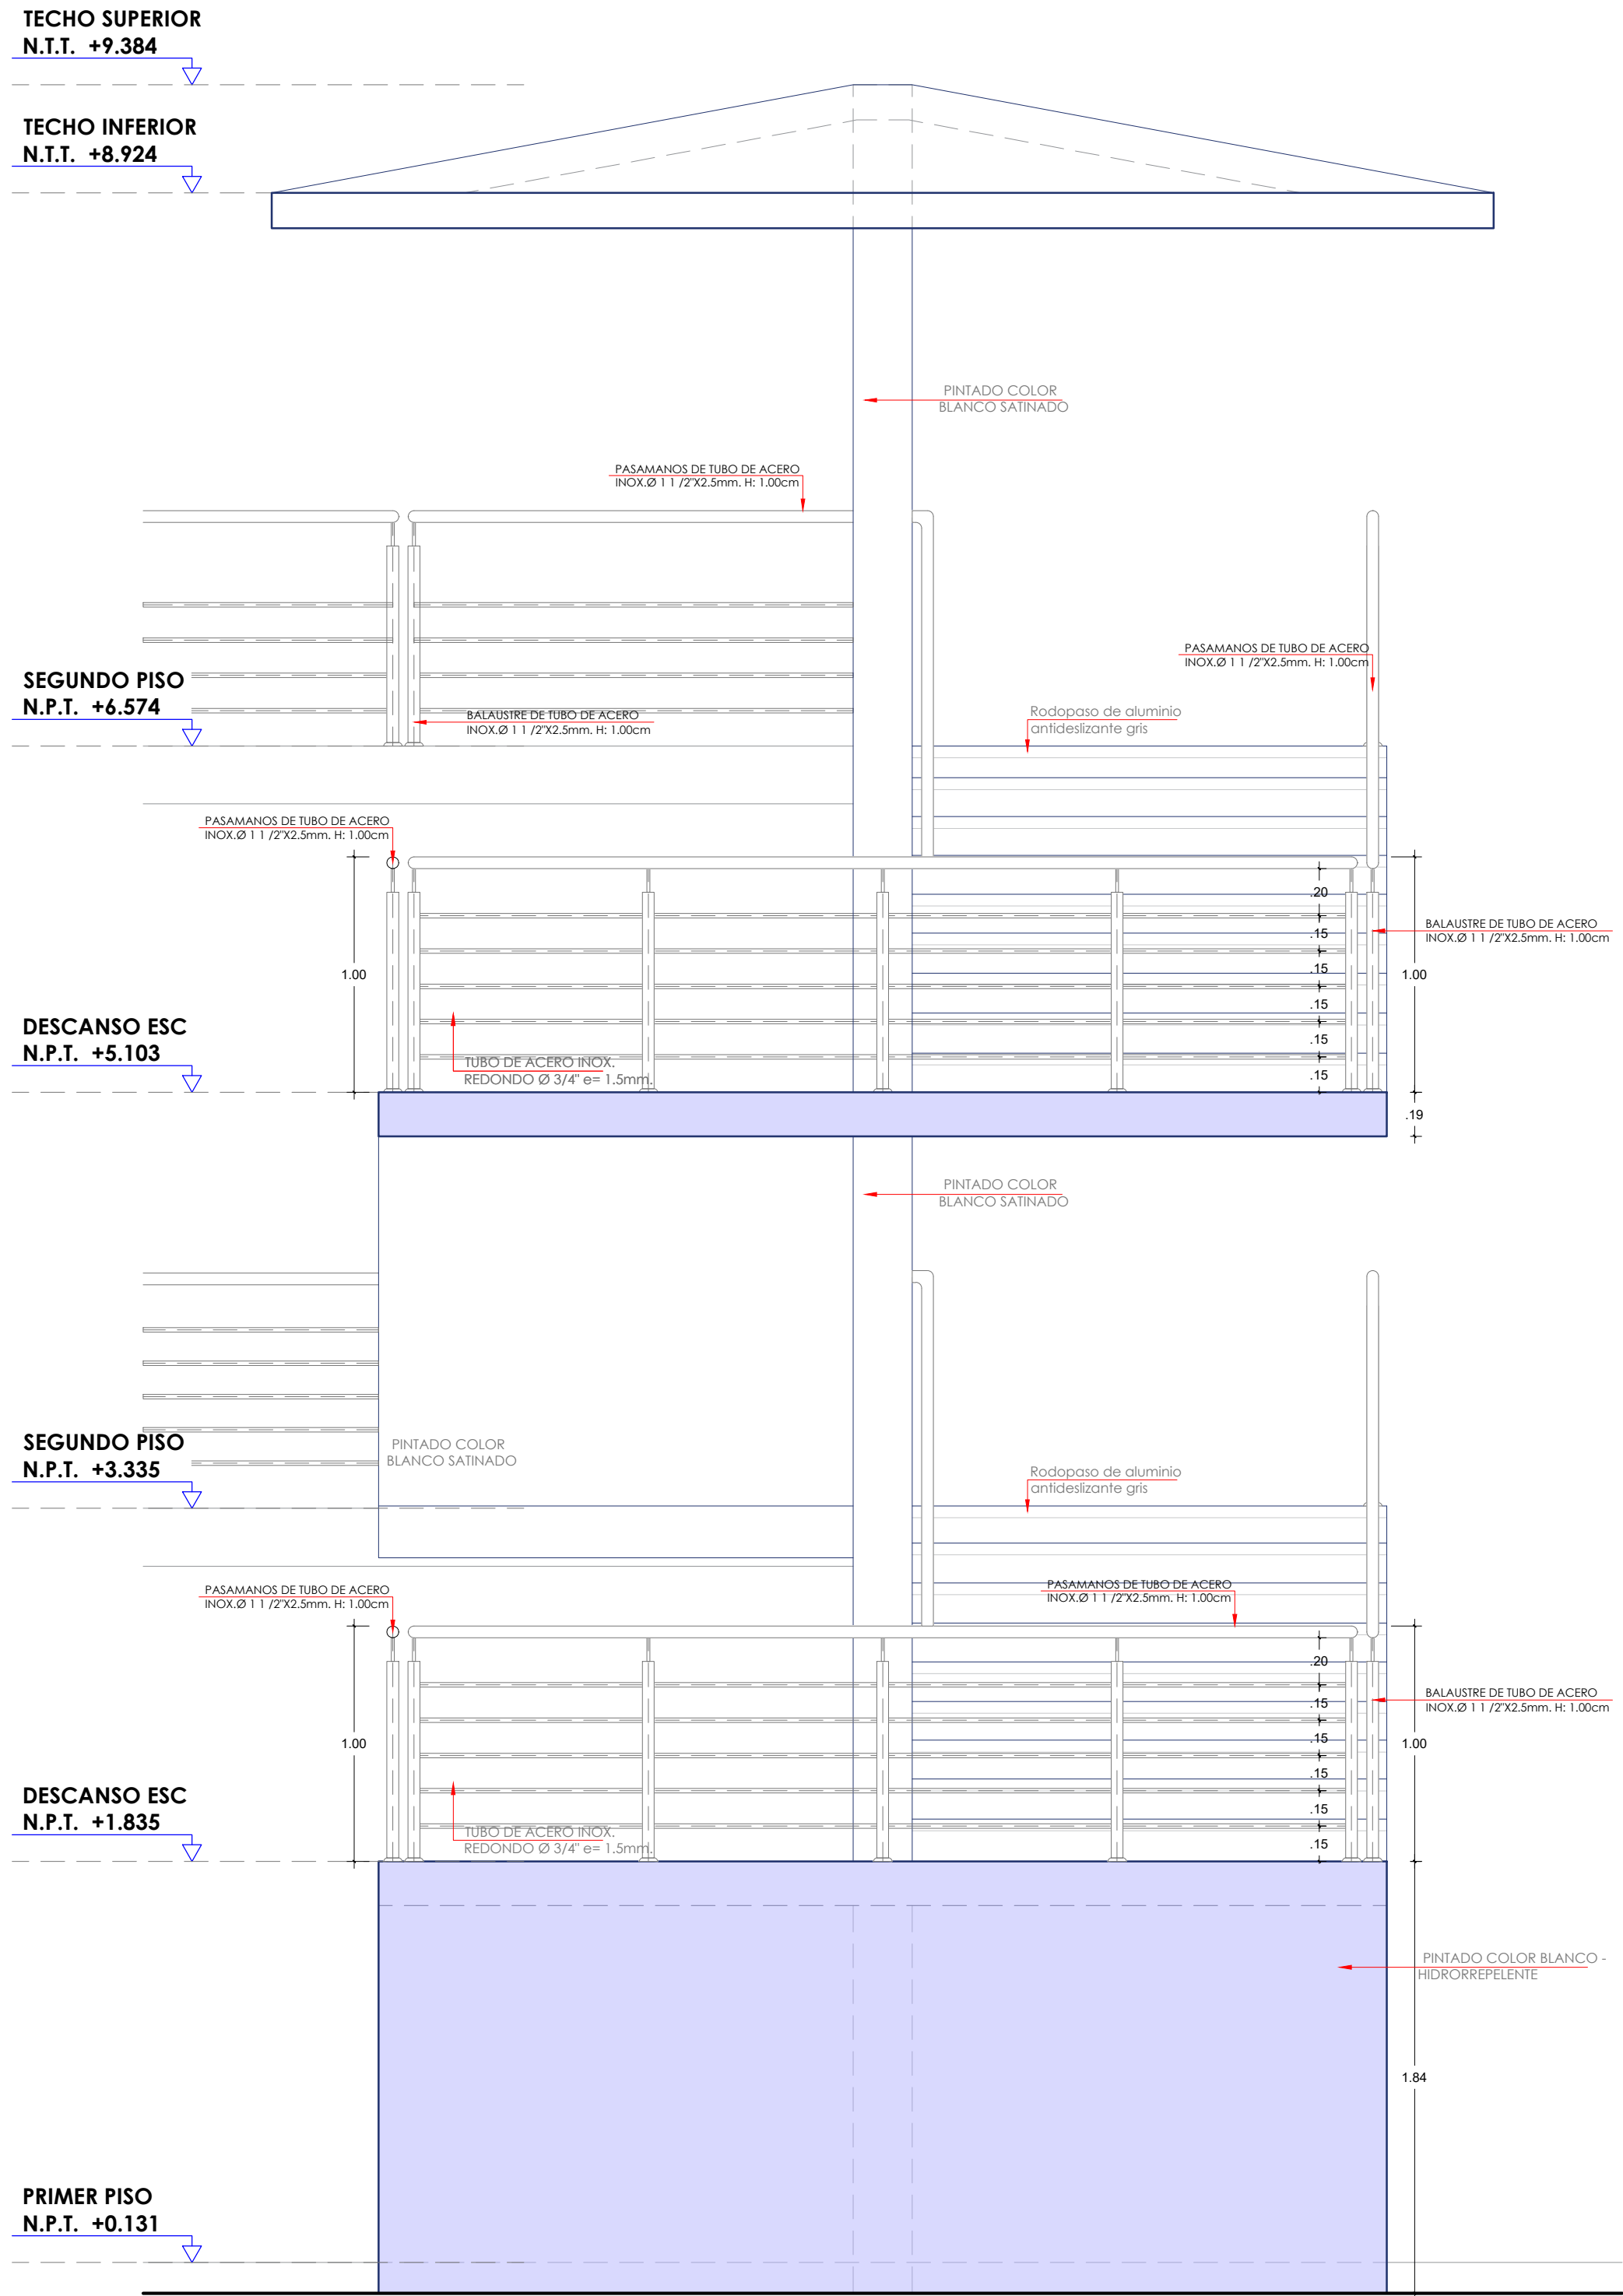 TECHO SUPERIOR
N.T.T. +9.384
TECHO INFERIOR
N.T.T. +8.924
PINTADO COLOR
BLANCO SATINADO
PASAMANOS DE TUBO DE ACERO
INOX.Ø 1 1 /2"X2.5mm. H: 1.00cm
PASAMANOS DE TUBO DE ACERO
INOX.Ø 1 1 /2"X2.5mm. H: 1.00cm
SEGUNDO PISO
N.P.T. +6.574
BALAUSTRE DE TUBO DE ACERO
INOX.Ø 1 1 /2"X2.5mm. H: 1.00cm
Rodopaso de aluminio
antideslizante gris
PASAMANOS DE TUBO DE ACERO
INOX.Ø 1 1 /2"X2.5mm. H: 1.00cm
.20
BALAUSTRE DE TUBO DE ACERO
INOX.Ø 1 1 /2"X2.5mm. H: 1.00cm
.15
1.00
.15
1.00
.15
DESCANSO ESC
N.P.T. +5.103
.15
TUBO DE ACERO INOX.
REDONDO Ø 3/4" e= 1.5mm.
.15
.19
PINTADO COLOR
BLANCO SATINADO
SEGUNDO PISO
N.P.T. +3.335
PINTADO COLOR
BLANCO SATINADO
Rodopaso de aluminio
antideslizante gris
PASAMANOS DE TUBO DE ACERO
INOX.Ø 1 1 /2"X2.5mm. H: 1.00cm
PASAMANOS DE TUBO DE ACERO
INOX.Ø 1 1 /2"X2.5mm. H: 1.00cm
.20
BALAUSTRE DE TUBO DE ACERO
INOX.Ø 1 1 /2"X2.5mm. H: 1.00cm
.15
1.00
.15
1.00
.15
DESCANSO ESC
N.P.T. +1.835
.15
TUBO DE ACERO INOX.
REDONDO Ø 3/4" e= 1.5mm.
.15
PINTADO COLOR BLANCO -
HIDRORREPELENTE
1.84
PRIMER PISO
N.P.T. +0.131